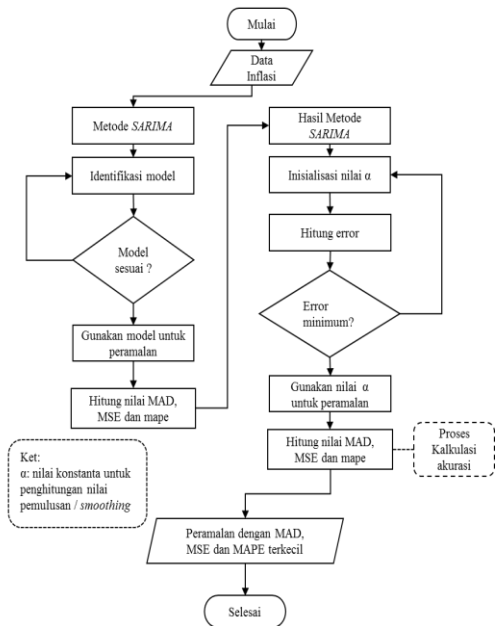 Mulai
Data
Inflasi
Metode SARIMA
Identifikasi model
Model
sesuai ?
Gunakan model untuk
peramalan
Hitung nilai MAD,
MSE dan mape
Ket:
α: nilai konstanta untuk
penghitungan nilai
pemulusan / smoothing
Hasil Metode
SARIMA
Inisialisasi nilai α
Hitung error
Error
minimum?
Gunakan nilai α
untuk peramalan
Hitung nilai MAD,
MSE dan mape
Proses
Kalkulasi
akurasi
Peramalan dengan MAD,
MSE dan MAPE terkecil
Selesai